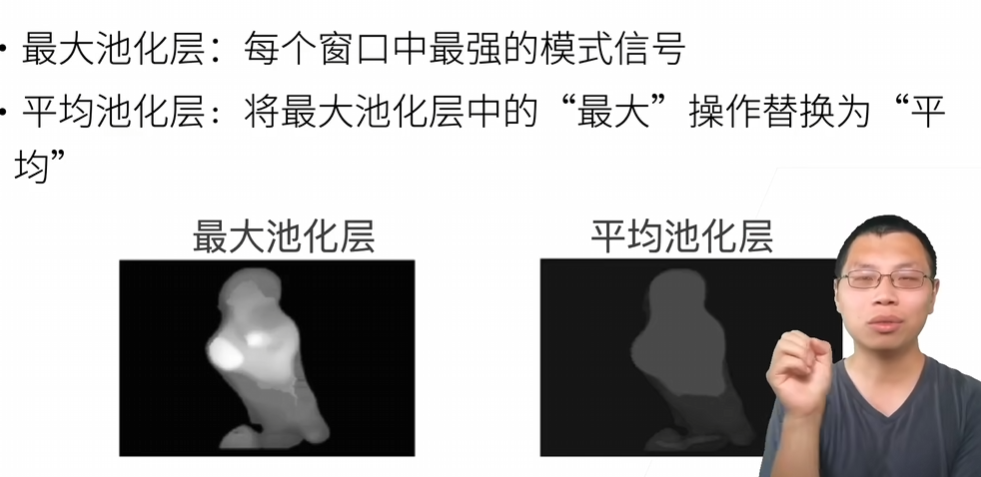 • 最大池化层：每个窗口中最强的模式信号
• 平均池化层：将最大池化层中的“最大”操作替换为“平
均”
最大池化层
平均池化层